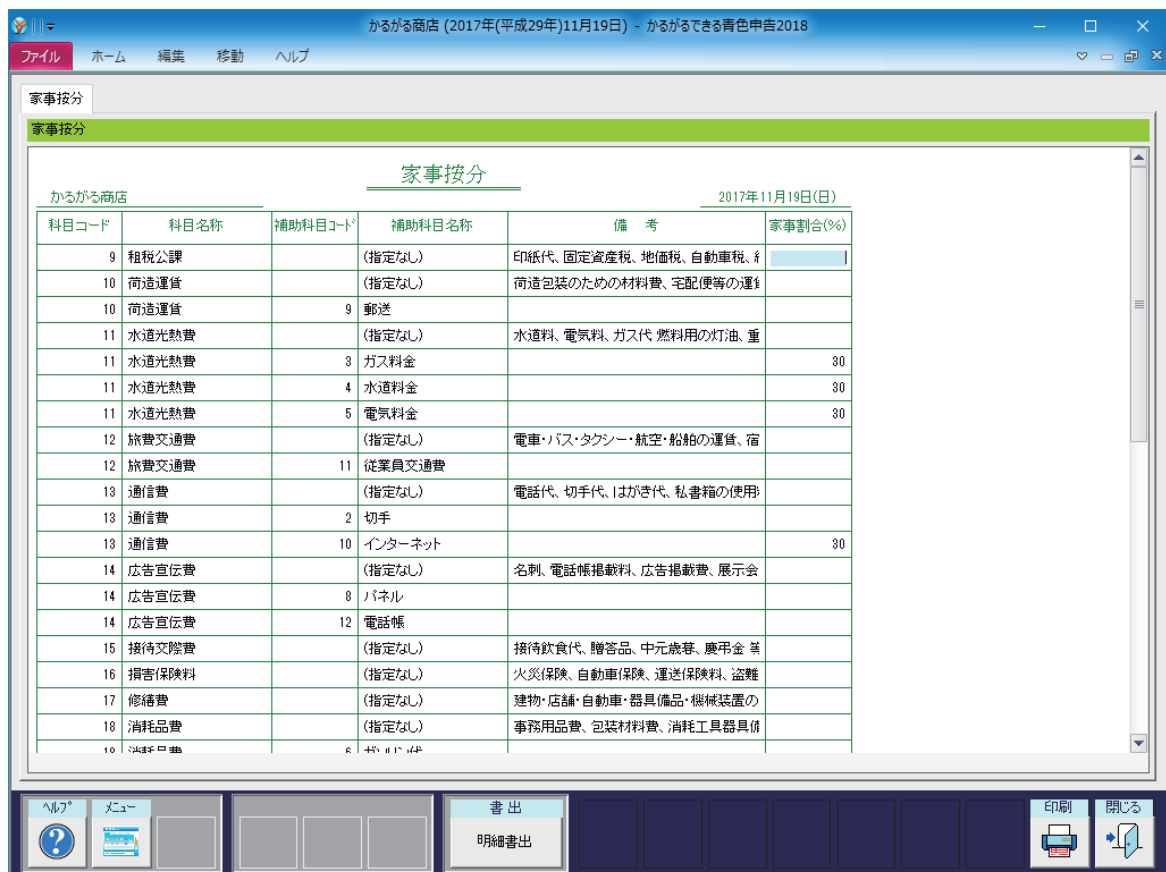 かるがる商店 (2017年(平成29年)11月19日) - かるがるできる青色申告2018
ファイル ホーム 編集 移動 ヘルプ
家事按分
家事按分
家事按分
かるがる商店 2017年11月19日(日)
科目コード 科目名称 補助科目コード 補助科目名称 備 考 家事割合(%)
9 租税公課 (指定なし) 印紙代、固定資産税、地価税、自動車税、
10 荷造運賃 (指定なし) 荷造包装のための材料費、宅配便等の運賃
10 荷造運賃 9 郵送
11 水道光熱費 (指定なし) 水道料、電気料、ガス代 燃料用の灯油、重
11 水道光熱費 3 ガス料金 30
11 水道光熱費 4 水道料金 30
11 水道光熱費 5 電気料金 30
12 旅費交通費 (指定なし) 電車・バス・タクシー・航空・船舶の運賃、宿
12 旅費交通費 11 従業員交通費
13 通信費 (指定なし) 電話代、切手代、はがき代、私書箱の使用
13 通信費 2 切手
13 通信費 10 インターネット 30
14 広告宣伝費 (指定なし) 名刺、電話帳掲載料、広告掲載費、展示会
14 広告宣伝費 8 パネル
14 広告宣伝費 12 電話帳
15 接待交際費 (指定なし) 接待飲食代、贈答品、中元歳暮、慶弔金 等
16 損害保険料 (指定なし) 火災保険、自動車保険、運送保険料、盗難
17 修繕費 (指定なし) 建物・店舗・自動車・器具備品・機械装置の
18 消耗品費 (指定なし) 事務用品費、包装材料費、消耗工具器具備
18 消耗品費 6 ガソリン代
ヘルプ メニュー 書出 印刷 閉じる
明細書出